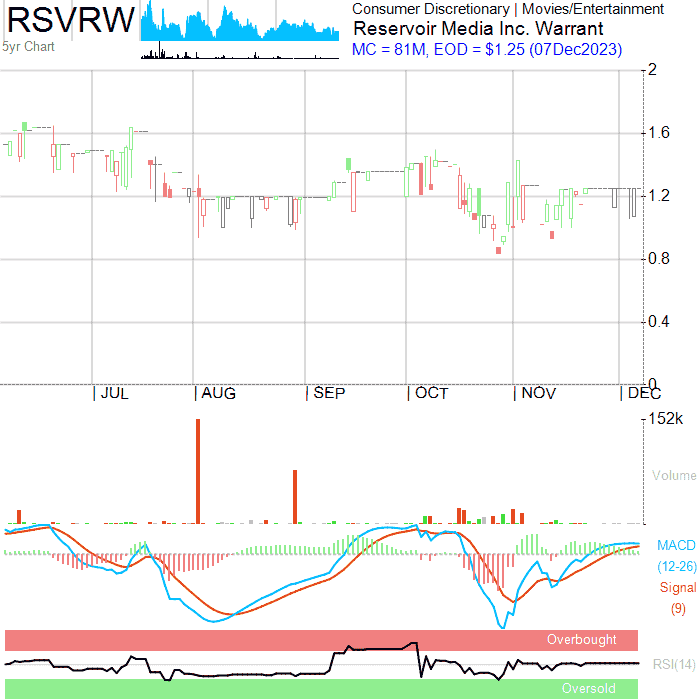 RSVRW
5yr Chart
Consumer Discretionary | Movies/Entertainment
Reservoir Media Inc. Warrant
MC = 81M, EOD = $1.25 (07Dec2023)
2
1.6
1.2
0.8
0.4
0
JUL AUG SEP OCT NOV DEC
152k
Volume
MACD
(12-26)
Signal
(9)
Overbought
RSI(14)
Oversold